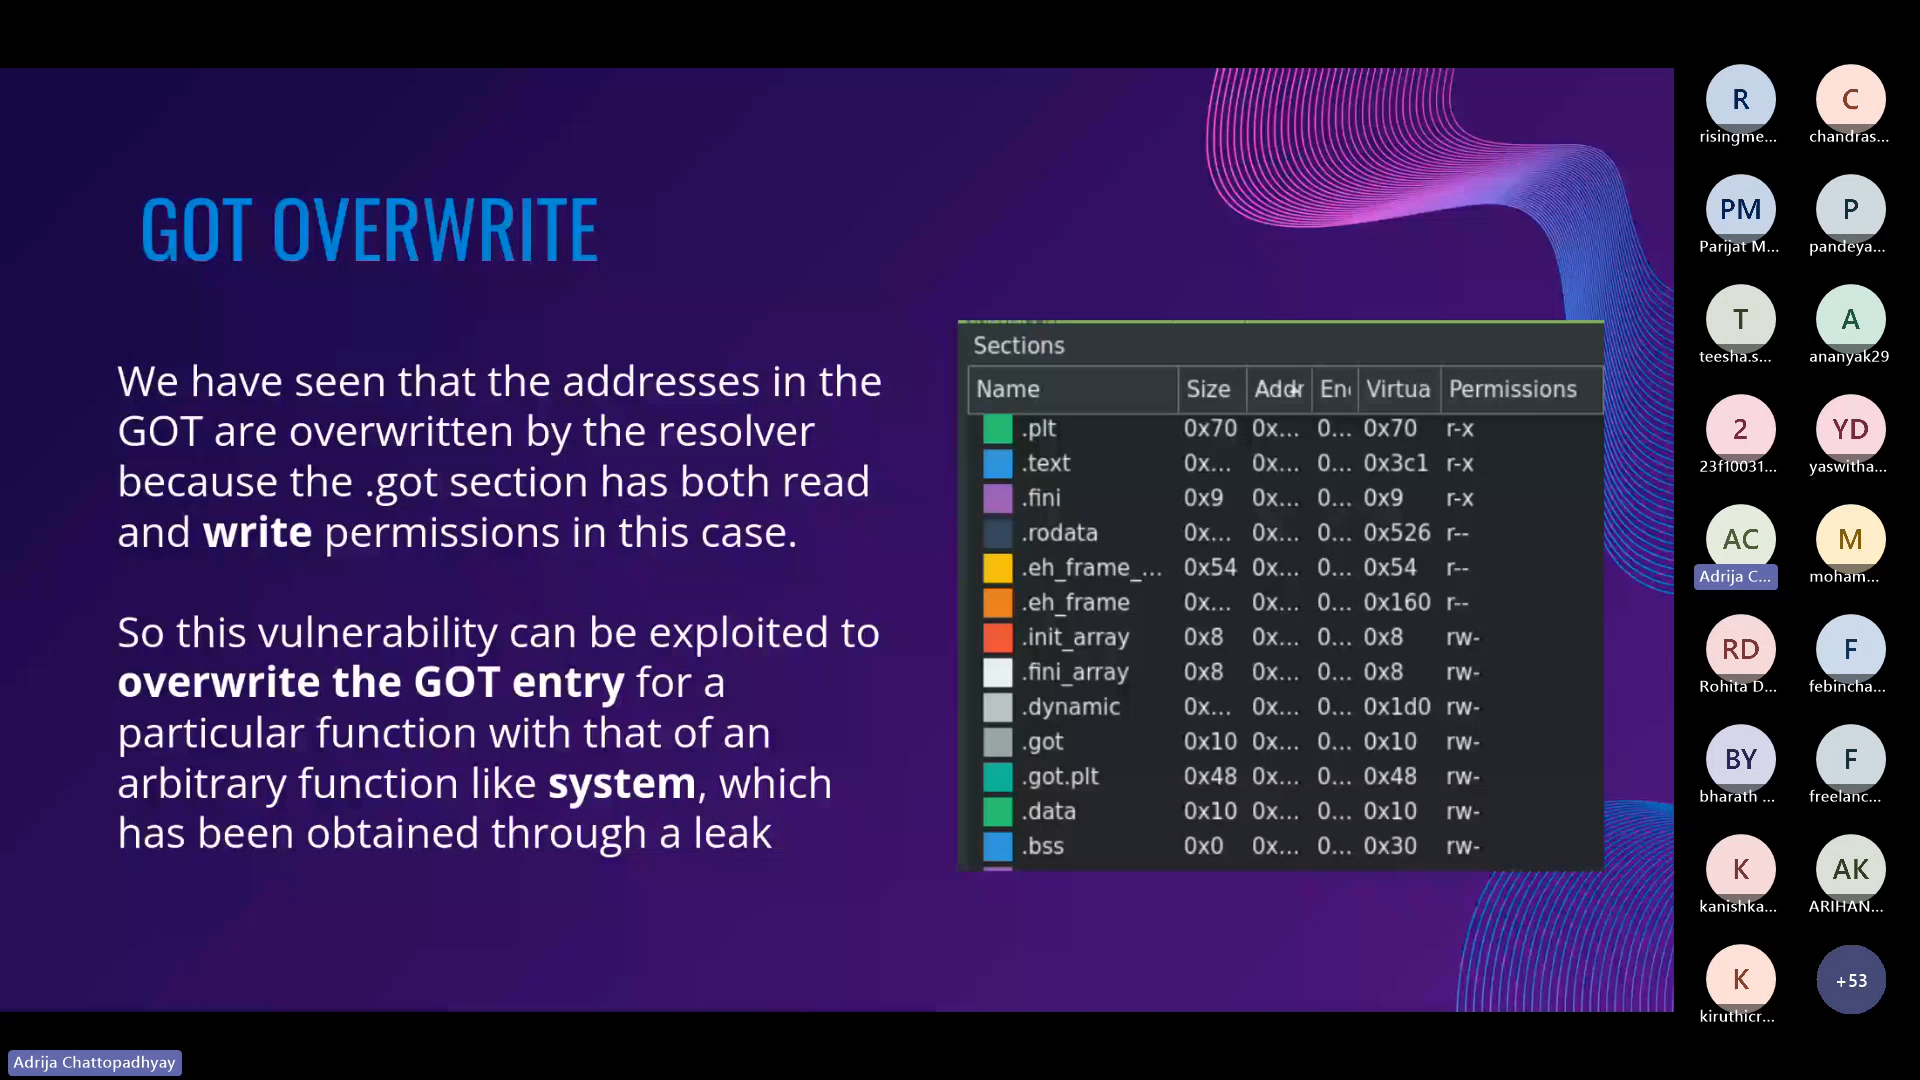 GOT OVERWRITE
We have seen that the addresses in the
GOT are overwritten by the resolver
because the .got section has both read
and write permissions in this case.
So this vulnerability can be exploited to
overwrite the GOT entry for a
particular function with that of an
arbitrary function like system, which
has been obtained through a leak
Sections
Name Size Addr En Virtua Permissions
.plt 0x70 0x... 0... 0x70 r-x
.text 0x... 0x... 0... 0x3c1 r-x
.fini 0x9 0x... 0... 0x9 r-x
.rodata 0x... 0x... 0... 0x526 r--
.eh_frame_... 0x54 0x... 0... 0x54 r--
.eh_frame 0x... 0x... 0... 0x160 r--
.init_array 0x8 0x... 0... 0x8 rw-
.fini_array 0x8 0x... 0... 0x8 rw-
.dynamic 0x... 0x... 0... 0x1d0 rw-
.got 0x10 0x... 0... 0x10 rw-
.got.plt 0x48 0x... 0... 0x48 rw-
.data 0x10 0x... 0... 0x10 rw-
.bss 0x0 0x... 0... 0x30 rw-
R C
risingme... chandras...
PM P
Parijat M... pandeya...
T A
teesha.s... ananyak29
2 YD
23f10031... yaswitha...
AC M
Adrija C... moham...
RD F
Rohita D... febincha...
BY F
bharath ... freelanc...
K AK
kanishka... ARIHAN...
K +53
kiruthicr...
Adrija Chattopadhyay